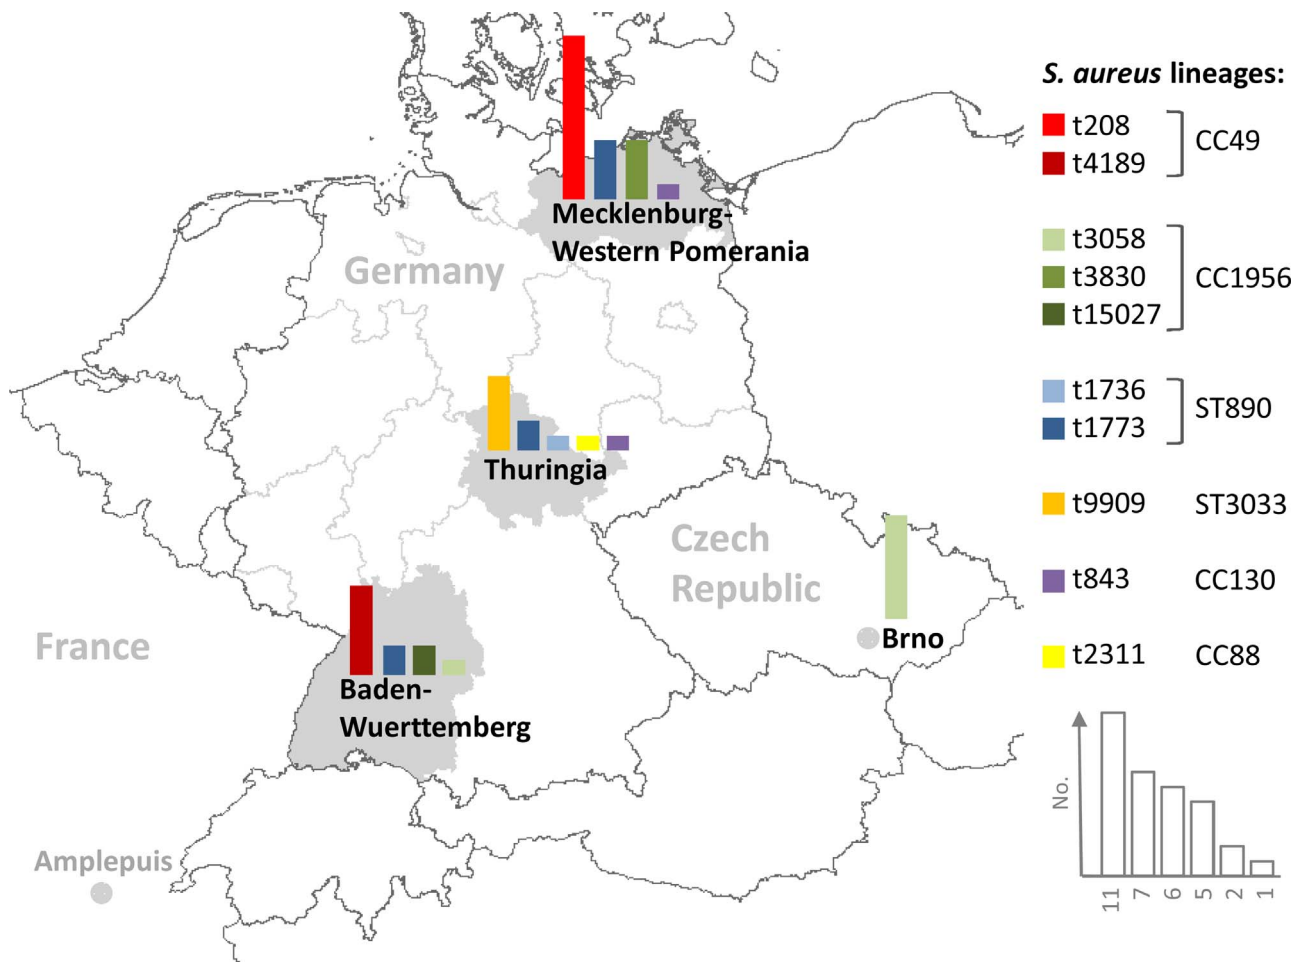 S. aureus lineages:
t208
t4189
CC49
t3058
t3830
t15027
CC1956
t1736
t1773
ST890
t9909 ST3033
t843 CC130
t2311 CC88
No.
11 7 6 5 2 1
Mecklenburg-
Western Pomerania
Germany
Thuringia
Czech
Republic
Brno
France
Baden-
Wuerttemberg
Amplepuis